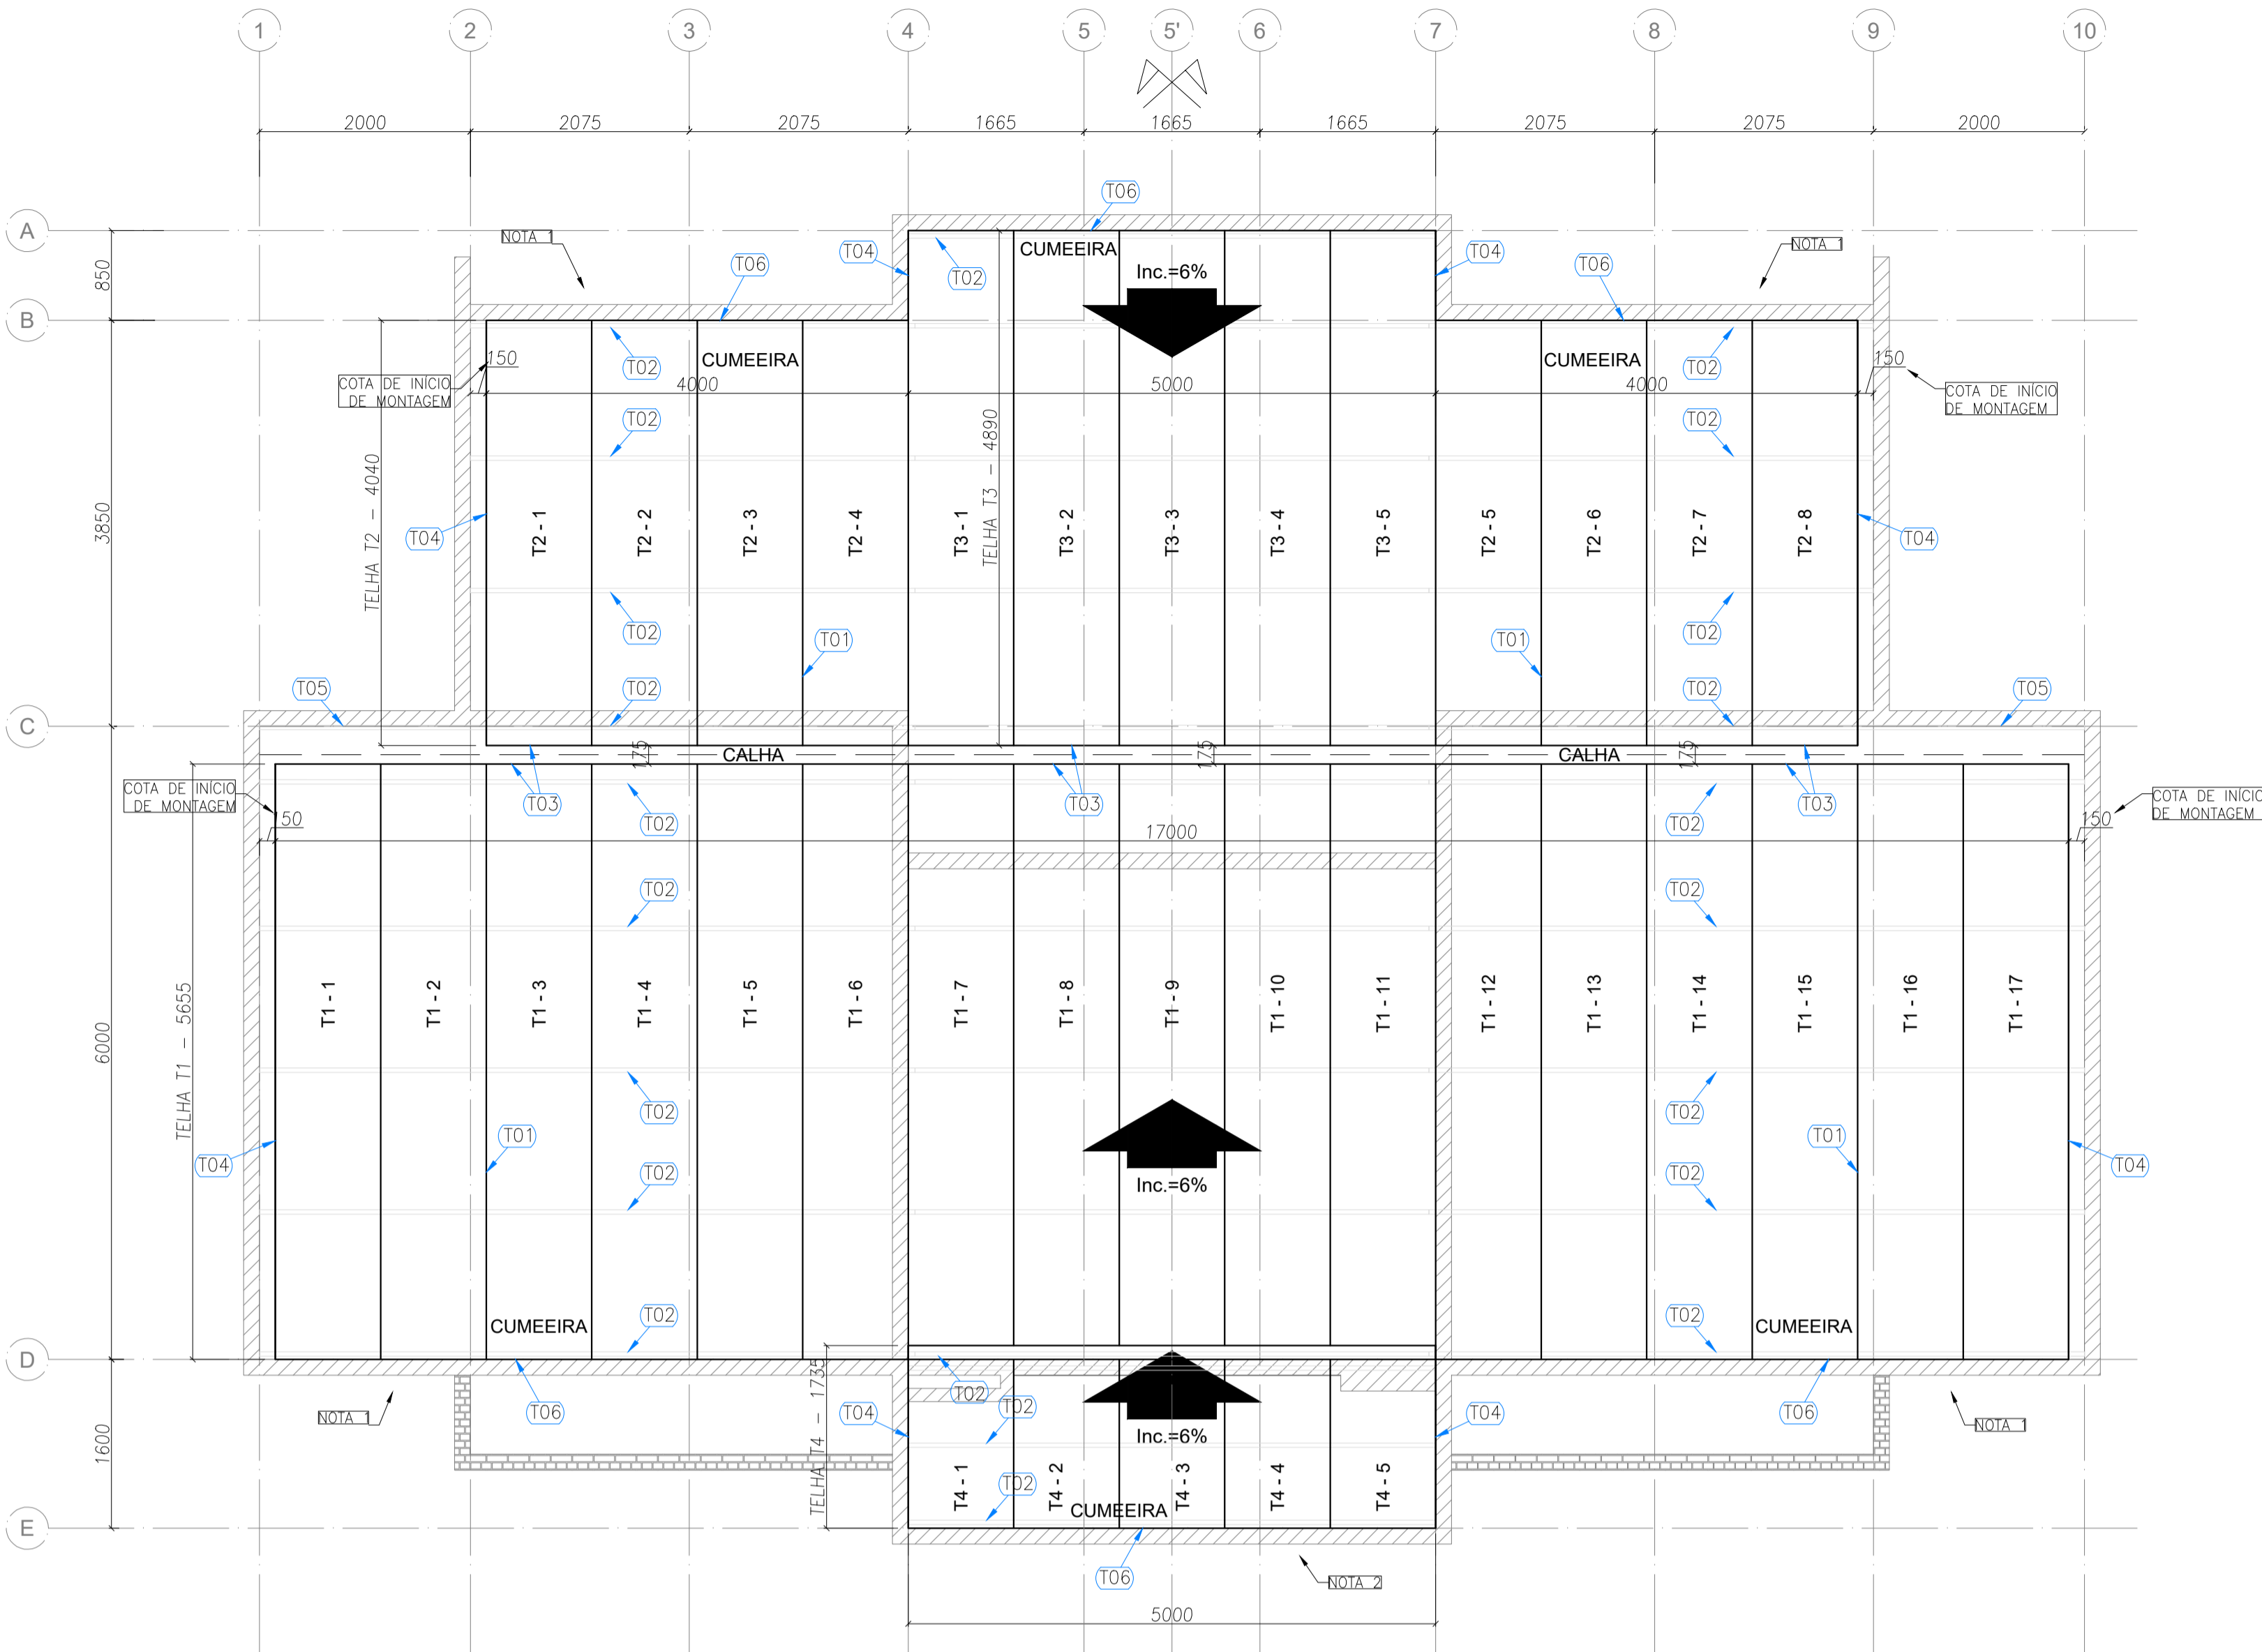 1 2 3 4 5 5' 6 7 8 9 10
2000 2075 2075 1665 1665 1665 2075 2075 2000
T06
A
NOTA 1
T04
T02
CUMEEIRA
T04
NOTA 1
T06
Inc.=6%
T06
850
B
T02
CUMEEIRA
CUMEEIRA
T02
150
COTA DE INÍCIO
DE MONTAGEM
4000
5000
4000
150
COTA DE INÍCIO
DE MONTAGEM
T02
T02
TELHA T2 - 4040
TELHA T3 - 4890
3850
T04
T2 - 1
T2 - 2
T2 - 3
T2 - 4
T3 - 1
T3 - 2
T3 - 3
T3 - 4
T3 - 5
T2 - 5
T2 - 6
T2 - 7
T2 - 8
T04
T02
T01
T01
T02
T05
T02
T02
T05
C
175
CALHA
175
CALHA
175
COTA DE INÍCIO
DE MONTAGEM
T03
T03
T03
COTA DE INÍCIO
DE MONTAGEM
150
T02
17000
T02
150
T02
T02
TELHA T1 - 5655
6000
T1 - 1
T1 - 2
T1 - 3
T1 - 4
T1 - 5
T1 - 6
T1 - 7
T1 - 8
T1 - 9
T1 - 10
T1 - 11
T1 - 12
T1 - 13
T1 - 14
T1 - 15
T1 - 16
T1 - 17
T02
T02
T04
T01
T01
T04
T02
Inc.=6%
T02
T02
CUMEEIRA
T02
CUMEEIRA
D
T02
NOTA 1
T06
T04
T02
T04
T06
NOTA 1
Inc.=6%
1600
TELHA T4 - 1735
T4 - 1
T02
T4 - 2
T4 - 3
T4 - 4
T4 - 5
CUMEEIRA
E
T06
NOTA 2
5000